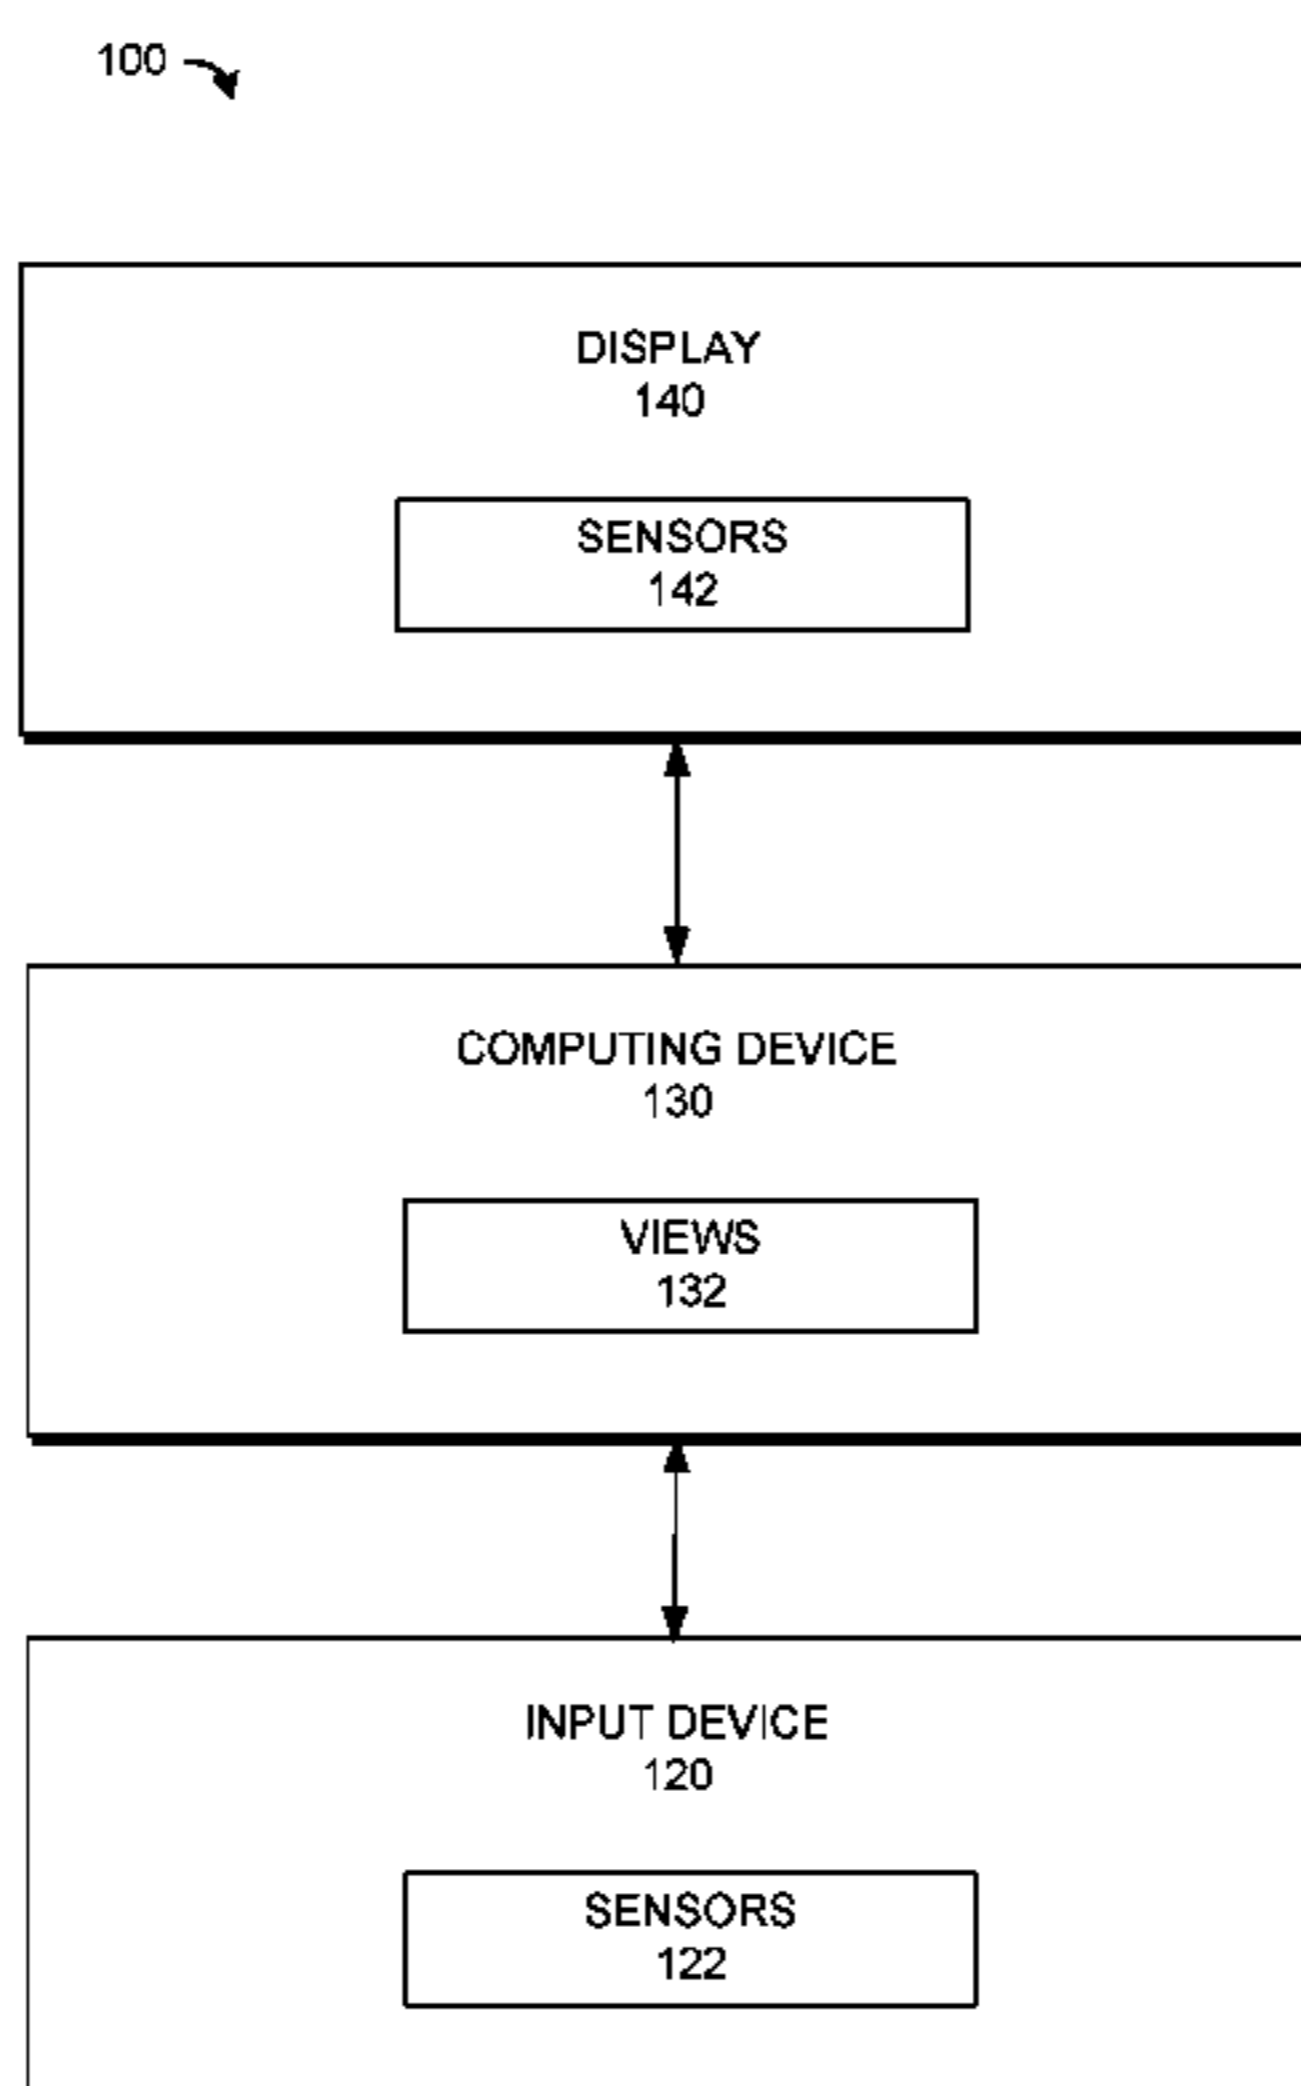 100
DISPLAY
140
SENSORS
142
COMPUTING DEVICE
130
VIEWS
132
INPUT DEVICE
120
SENSORS
122